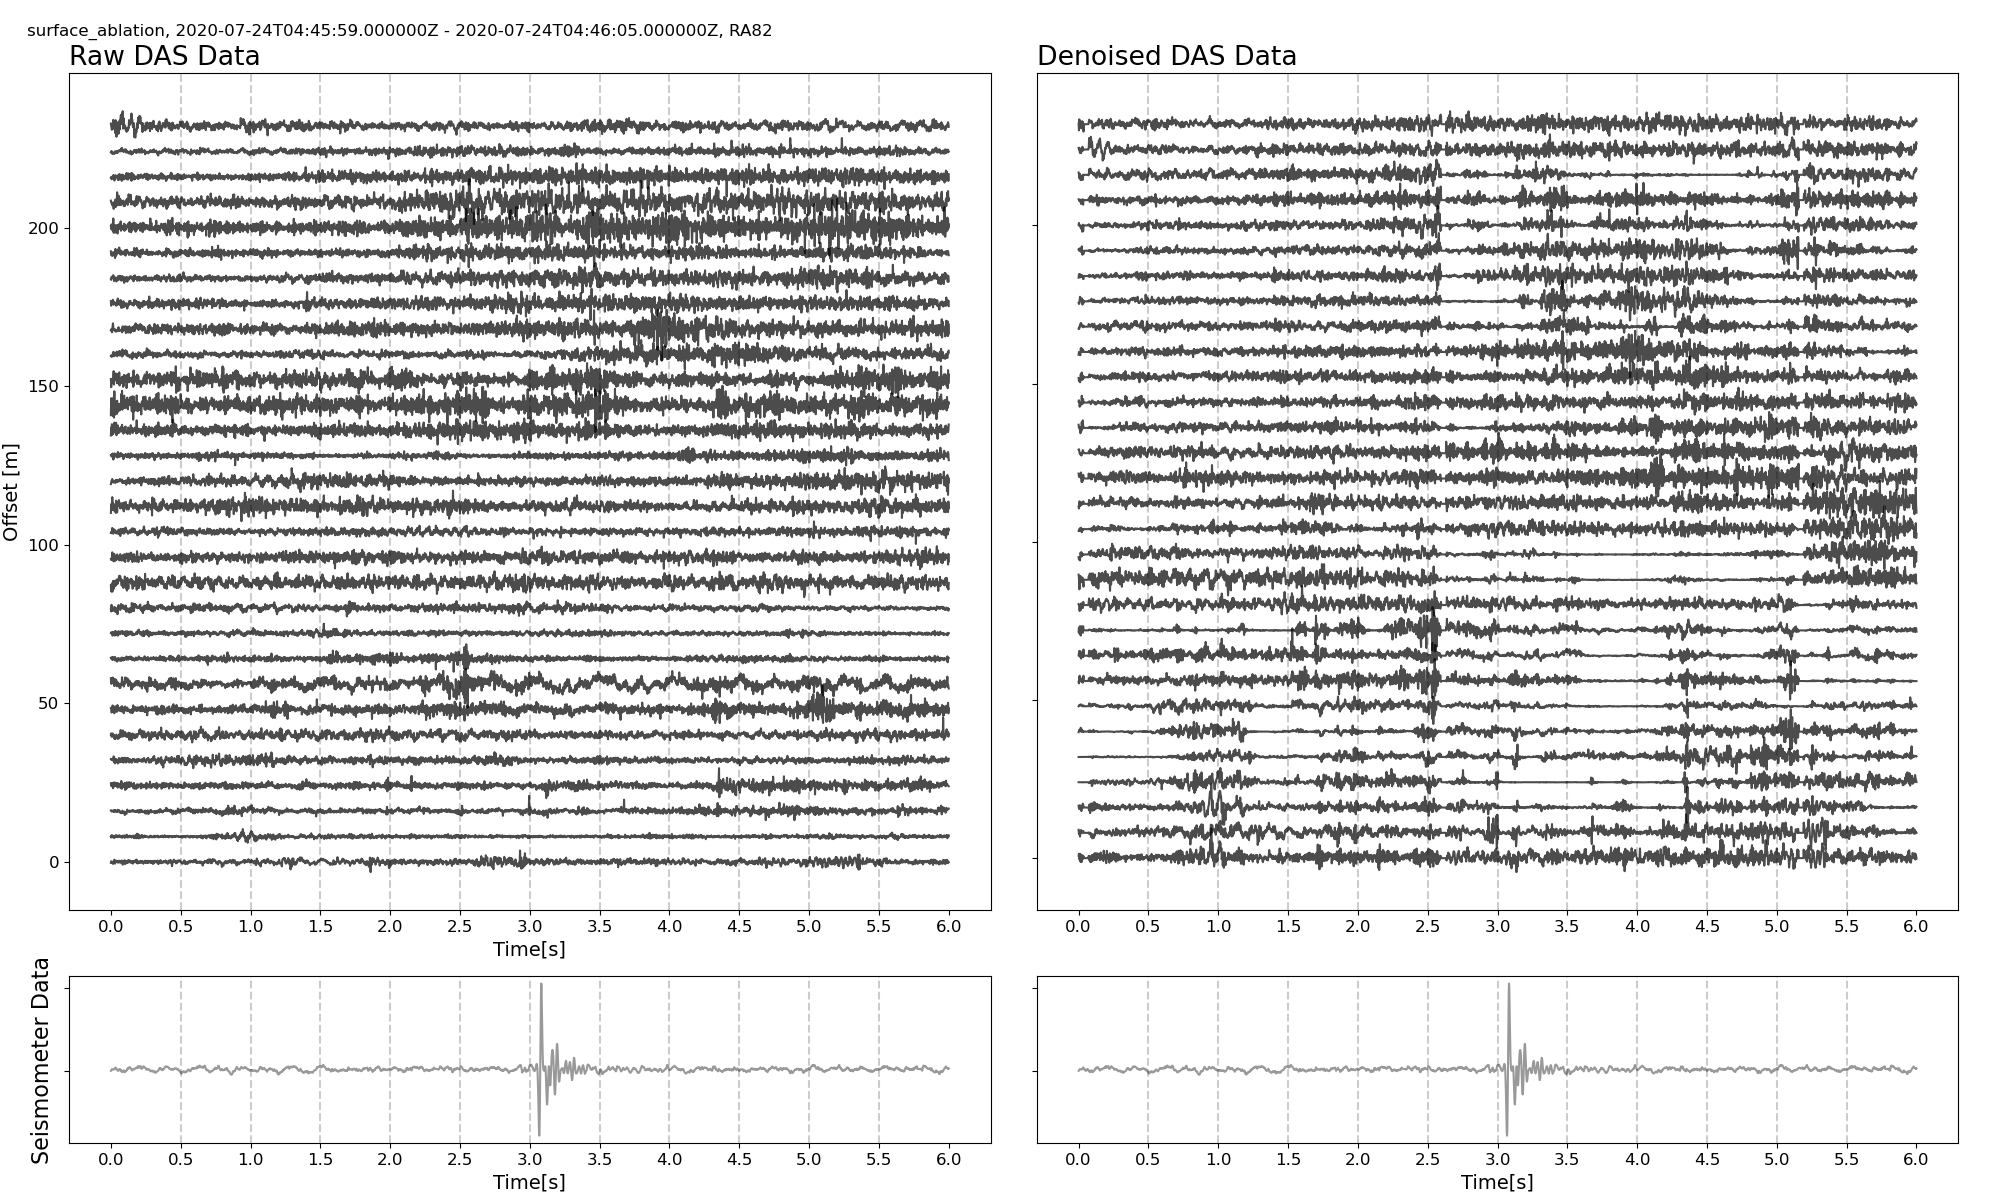 surface_ablation, 2020-07-24T04:45:59.000000Z - 2020-07-24T04:46:05.000000Z, RA82
Raw DAS Data
Denoised DAS Data
Offset [m]
200
150
100
50
0
0.0 0.5 1.0 1.5 2.0 2.5 3.0 3.5 4.0 4.5 5.0 5.5 6.0
Time[s]
0.0 0.5 1.0 1.5 2.0 2.5 3.0 3.5 4.0 4.5 5.0 5.5 6.0
Seismometer Data
0.0 0.5 1.0 1.5 2.0 2.5 3.0 3.5 4.0 4.5 5.0 5.5 6.0
Time[s]
0.0 0.5 1.0 1.5 2.0 2.5 3.0 3.5 4.0 4.5 5.0 5.5 6.0
Time[s]